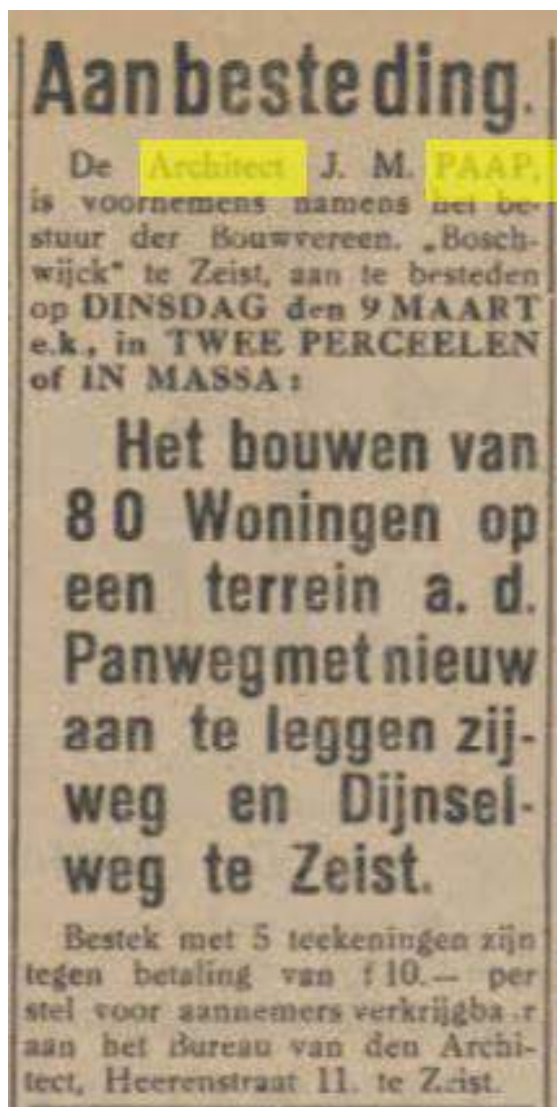 Aanbesteding.
De Architect J. M. PAAP,
is voornemens namens het be-
stuur der Bouwvereen. „Bosch-
wijck" te Zeist, aan te besteden
op DINSDAG den 9 MAART
e.k., in TWEE PERCEELEN
of IN MASSA:
Het bouwen van
80 Woningen op
een terrein a. d.
Panweg met nieuw
aan te leggen zij-
weg en Dijnsel-
weg te Zeist.
Bestek met 5 teekeningen zijn
tegen betaling van f 10.— per
stel voor aannemers verkrijgba.r
aan het Bureau van den Archi-
tect, Heerenstraat 11. te Zeist.